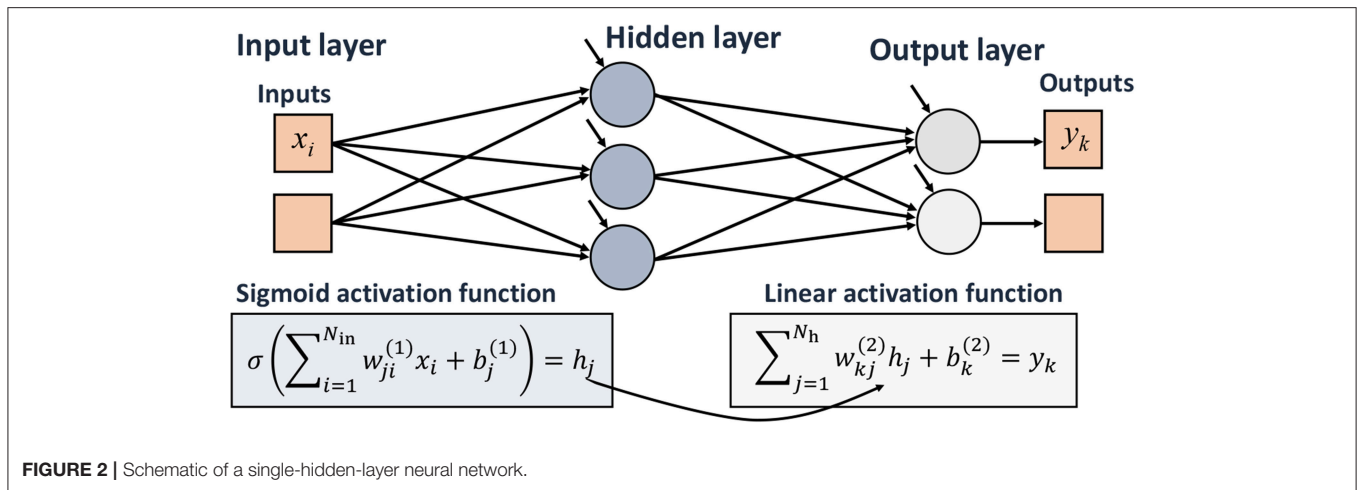 Input layer
Hidden layer
Output layer
Inputs
Outputs
x_i
y_k
Sigmoid activation function
Linear activation function
σ(∑_{i=1}^{N_in} w_{ji}^{(1)} x_i + b_j^{(1)}) = h_j
∑_{j=1}^{N_h} w_{kj}^{(2)} h_j + b_k^{(2)} = y_k
FIGURE 2 | Schematic of a single-hidden-layer neural network.